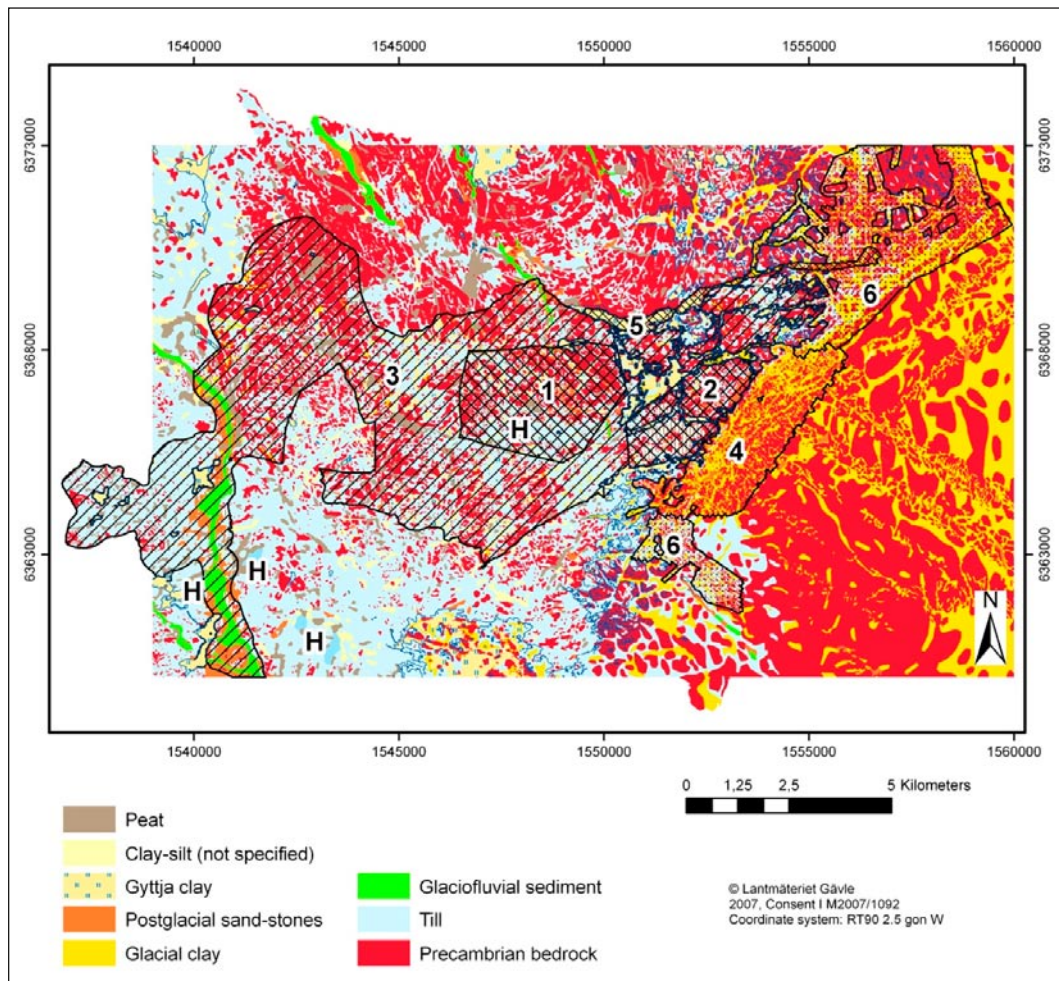 1540000 1545000 1550000 1555000 1560000
6373000 6373000
6368000 6368000
6363000 6363000
6
5
3 1 2
H
4
6
H H
H
N
1540000 1545000 1550000 1555000 1560000
0 1,25 2,5 5 Kilometers
Peat
Clay-silt (not specified)
Gyttja clay
Postglacial sand-stones
Glacial clay
Glaciofluvial sediment
Till
Precambrian bedrock
© Lantmäteriet Gävle
2007, Consent I M2007/1092
Coordinate system: RT90 2.5 gon W